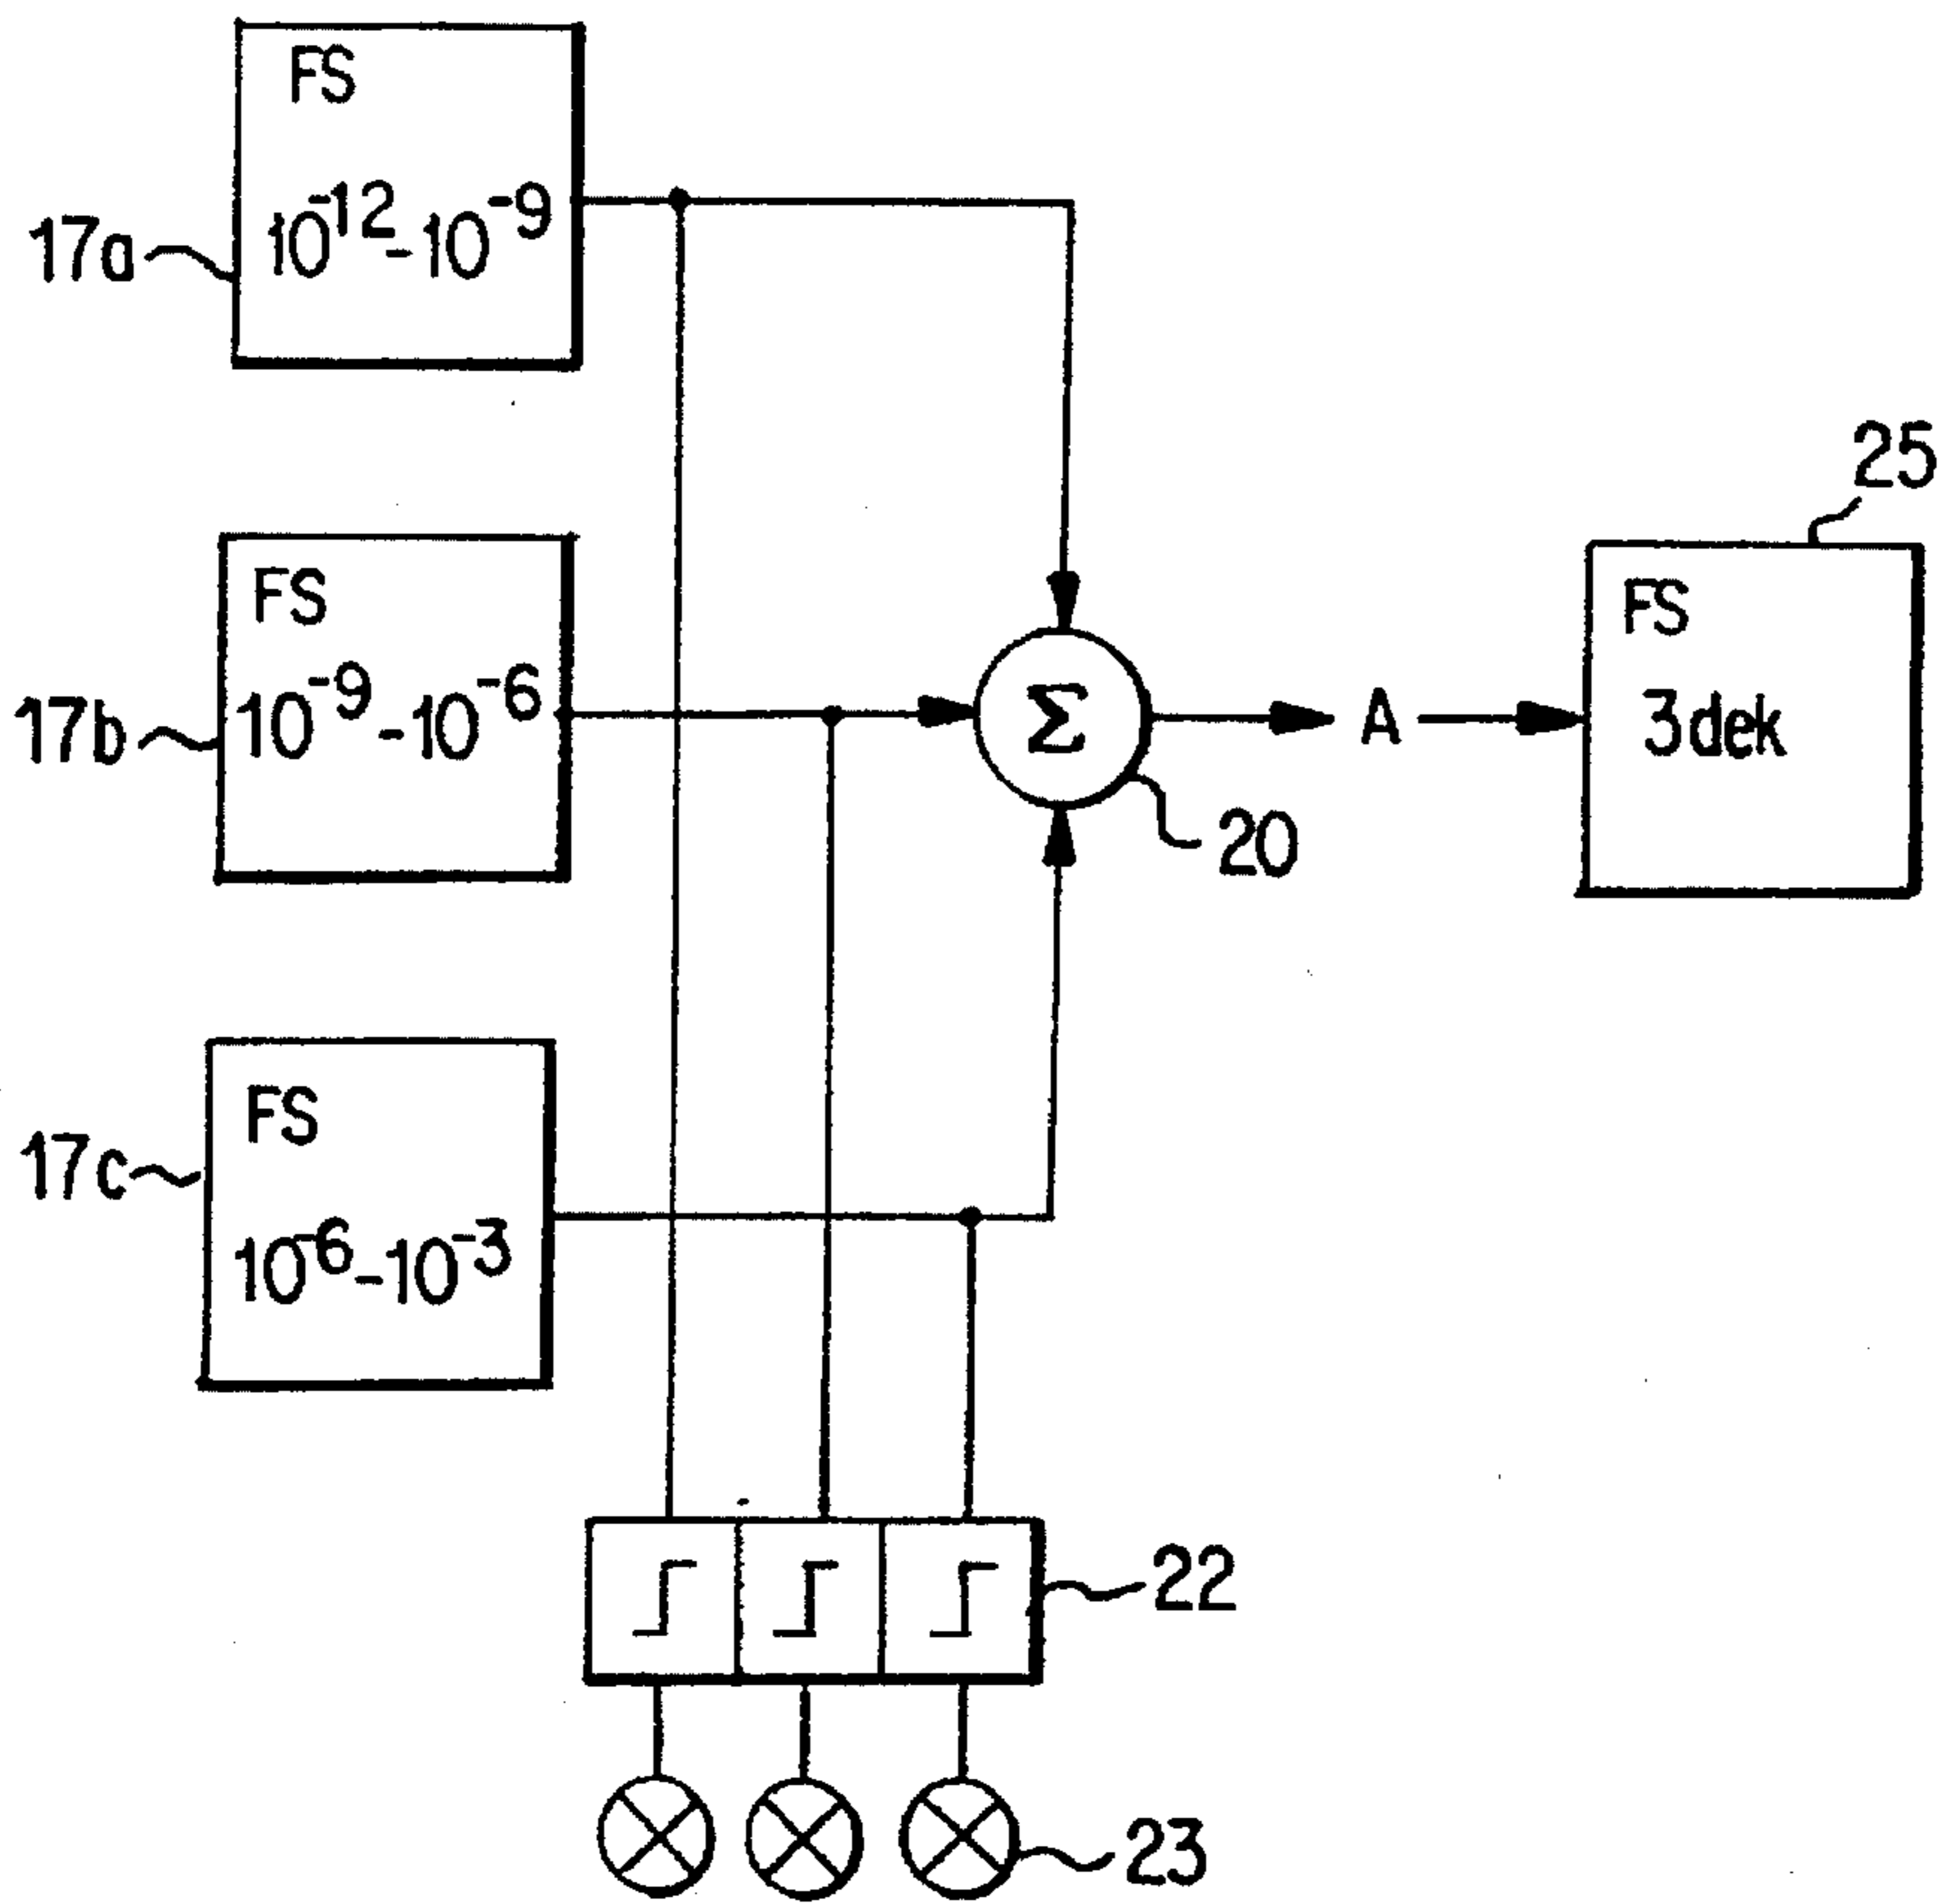 FS
10⁻¹²-10⁻⁹
17a
25
FS
10⁻⁹-10⁻⁶
17b
Σ
A
FS
3dek
20
FS
17c
10⁻⁶-10⁻³
22
23